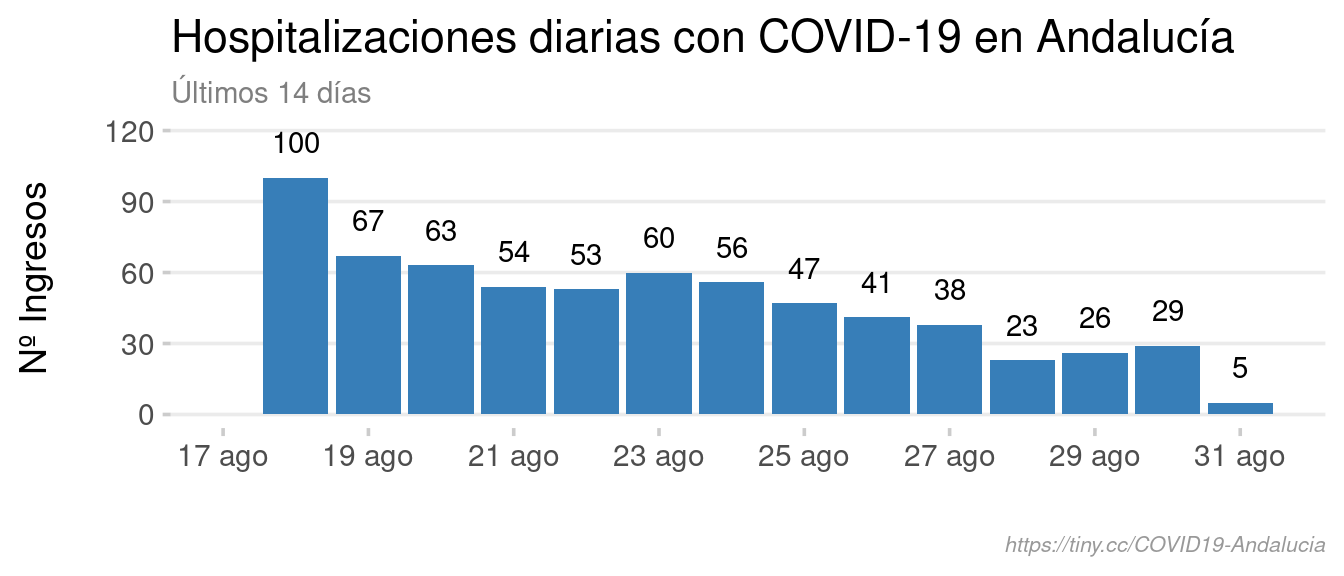 Hospitalizaciones diarias con COVID-19 en Andalucía
Últimos 14 días
Nº Ingresos
120
90
60
30
0
100
67
63
54
53
60
56
47
41
38
23
26
29
5
17 ago
19 ago
21 ago
23 ago
25 ago
27 ago
29 ago
31 ago
https://tiny.cc/COVID19-Andalucia